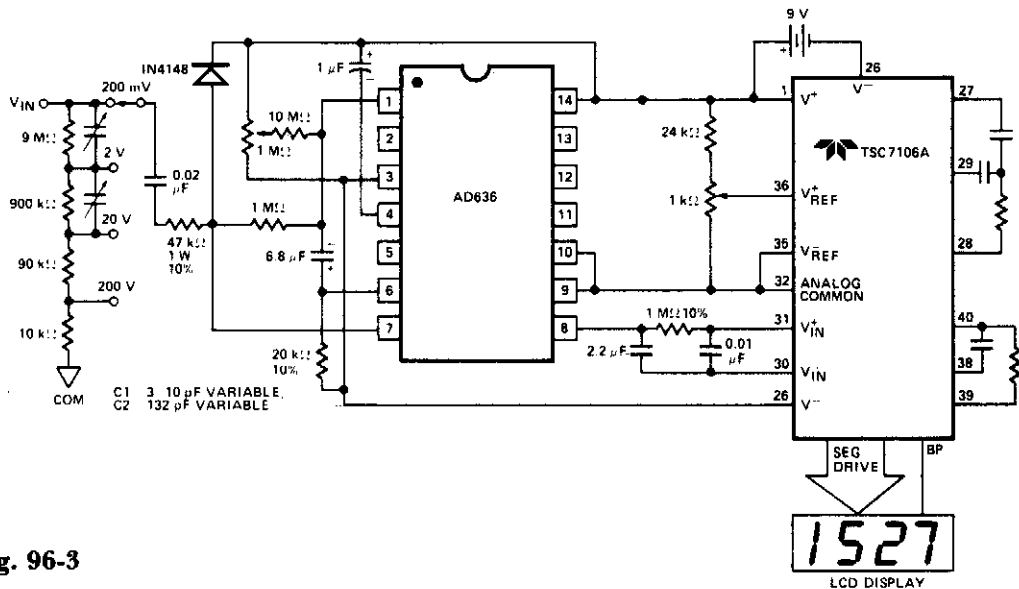 9 V
IN4148
1 µF
+
−
V_IN
200 mV
9 MΩ
2 V
900 kΩ
20 V
90 kΩ
200 V
10 kΩ
COM
0.02 µF
47 kΩ
1 W
10%
10 MΩ
1 MΩ
1 MΩ
6.8 µF
−
+
20 kΩ
10%
C1 3 10 pF VARIABLE,
C2 132 pF VARIABLE
1
2
3
4
5
6
7
AD636
14
13
12
11
10
9
8
24 kΩ
1 kΩ
1 MΩ 10%
2.2 µF
0.01 µF
+
26
V−
1 V+
TSC7106A
36 V+REF
35 V−REF
32 ANALOG COMMON
31 V+IN
30 V−IN
26 V−
27
29
28
40
38
39
SEG DRIVE
BP
1527
LCD DISPLAY
g. 96-3